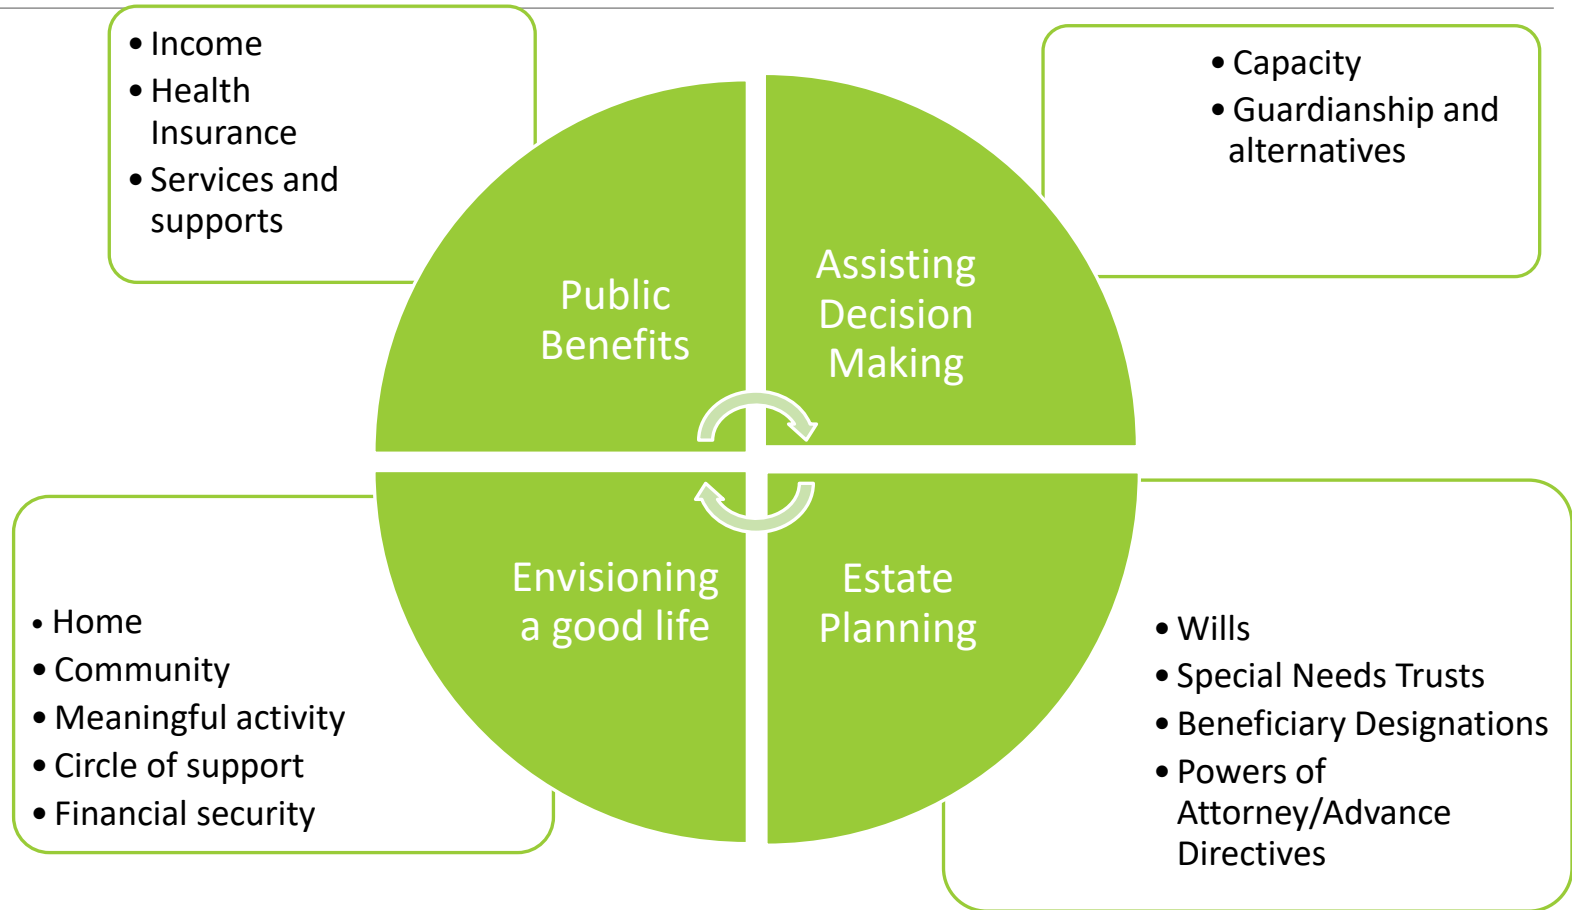 • Income
• Health
Insurance
• Services and
supports
• Capacity
• Guardianship and
alternatives
Public
Benefits
Assisting
Decision
Making
Envisioning
a good life
Estate
Planning
• Home
• Community
• Meaningful activity
• Circle of support
• Financial security
• Wills
• Special Needs Trusts
• Beneficiary Designations
• Powers of
Attorney/Advance
Directives